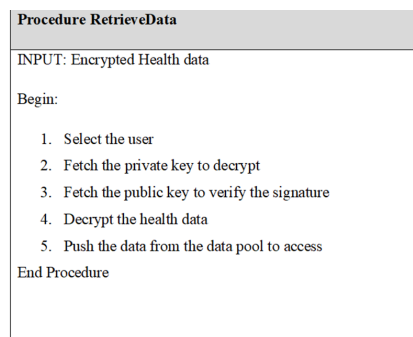 Procedure RetrieveData
INPUT: Encrypted Health data
Begin:
1. Select the user
2. Fetch the private key to decrypt
3. Fetch the public key to verify the signature
4. Decrypt the health data
5. Push the data from the data pool to access
End Procedure